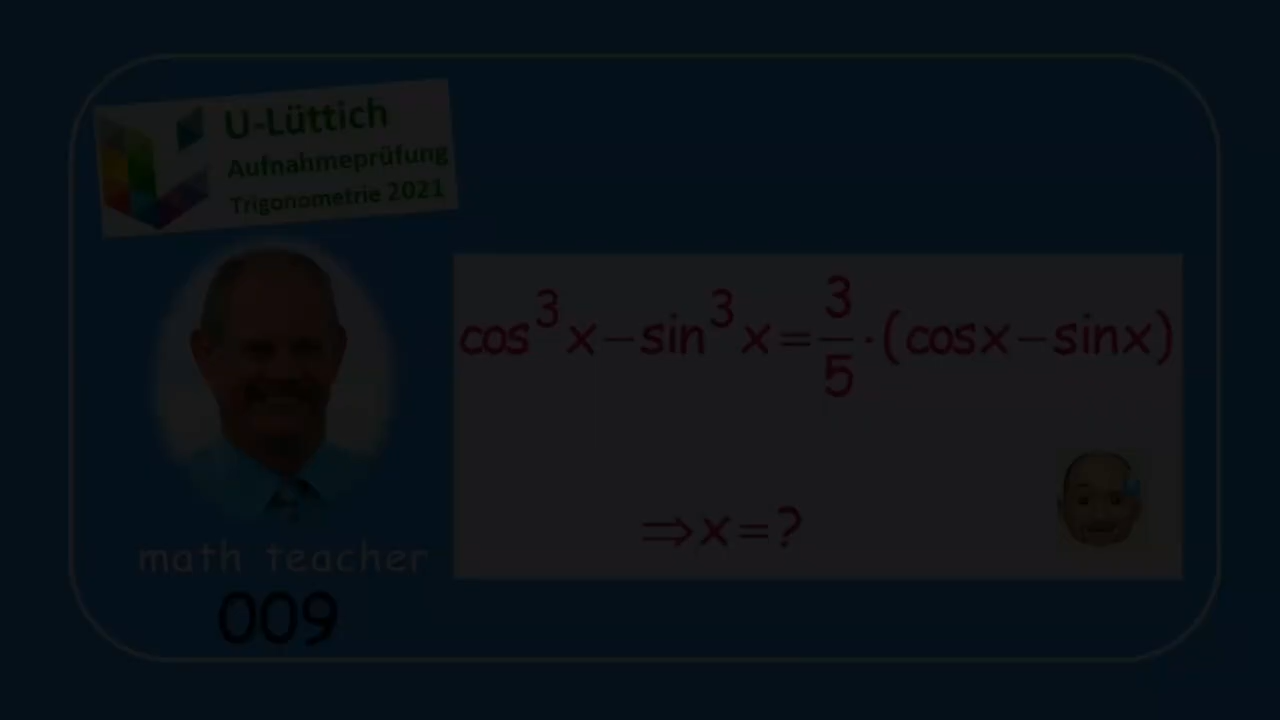 U-Lüttich
Aufnahmeprüfung
Trigonometrie 2021
cos³x−sin³x=3/5·(cosx−sinx)
⇒x=?
math teacher
009